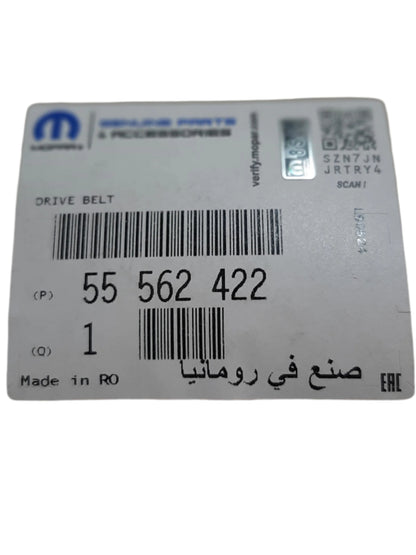 MOPAR
GENUINE PARTS
& ACCESSORIES
verify.mopar.com
SZN7JN
JRTRY4
SCAN!
DRIVE BELT
(P) 55 562 422
(Q) 1
Made in RO
صنع في رومانيا
EAC